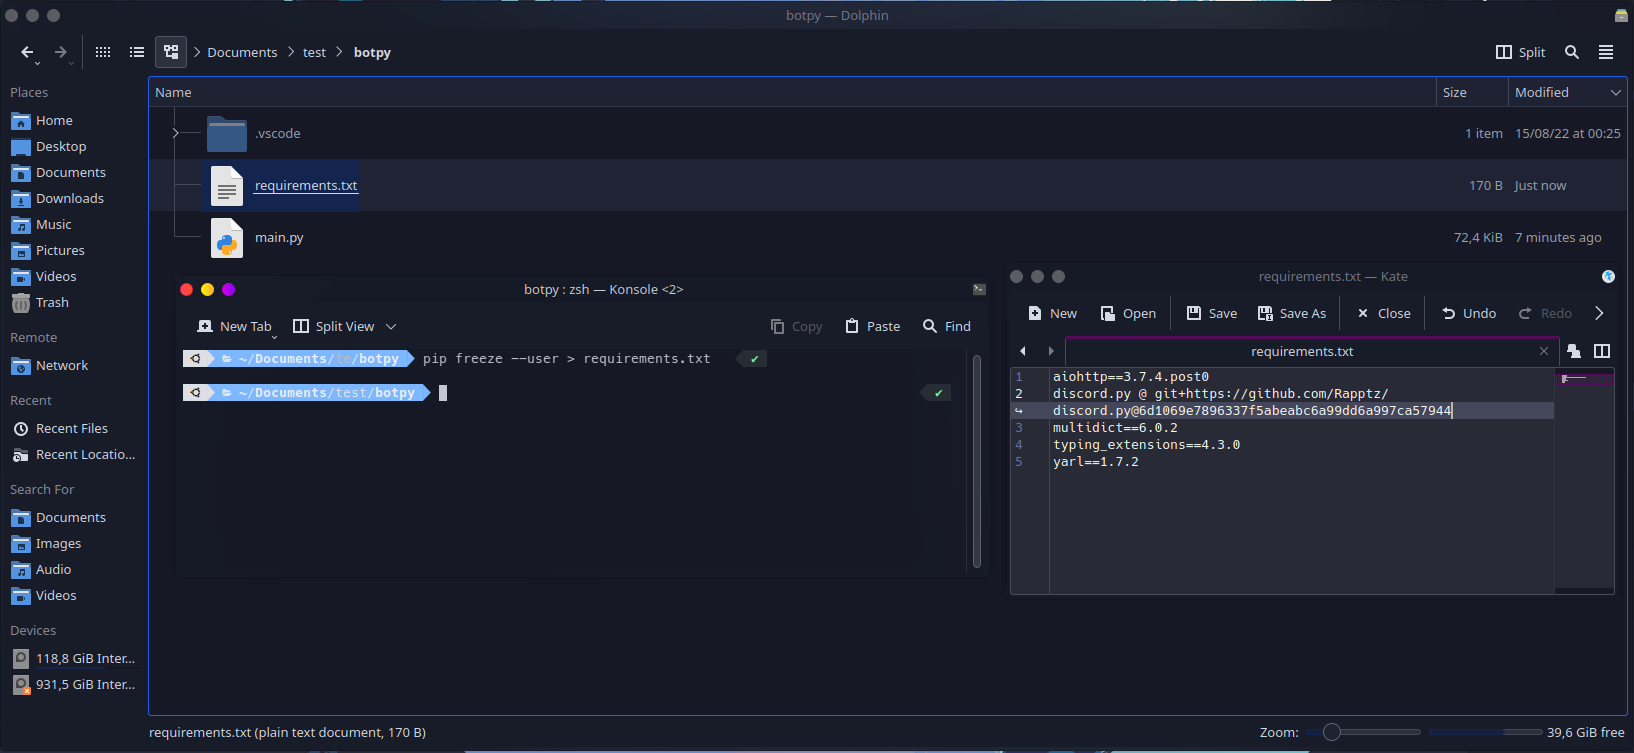 botpy — Dolphin
Documents
test
botpy
Split
Places
Home
Desktop
Documents
Downloads
Music
Pictures
Videos
Trash
Remote
Network
Recent
Recent Files
Recent Locatio...
Search For
Documents
Images
Audio
Videos
Devices
118,8 GiB Inter...
931,5 GiB Inter...
Name Size Modified
.vscode 1 item 15/08/22 at 00:25
requirements.txt 170 B Just now
main.py 72,4 KiB 7 minutes ago
botpy : zsh — Konsole <2>
New Tab Split View Copy Paste Find
~/Documents/te/botpy pip freeze --user > requirements.txt ✔
~/Documents/test/botpy ✔
requirements.txt — Kate
New Open Save Save As Close Undo Redo
requirements.txt
1 aiohttp==3.7.4.post0
2 discord.py @ git+https://github.com/Rapptz/
discord.py@6d1069e7896337f5abeabc6a99dd6a997ca57944
3 multidict==6.0.2
4 typing_extensions==4.3.0
5 yarl==1.7.2
requirements.txt (plain text document, 170 B)
Zoom: 39,6 GiB free